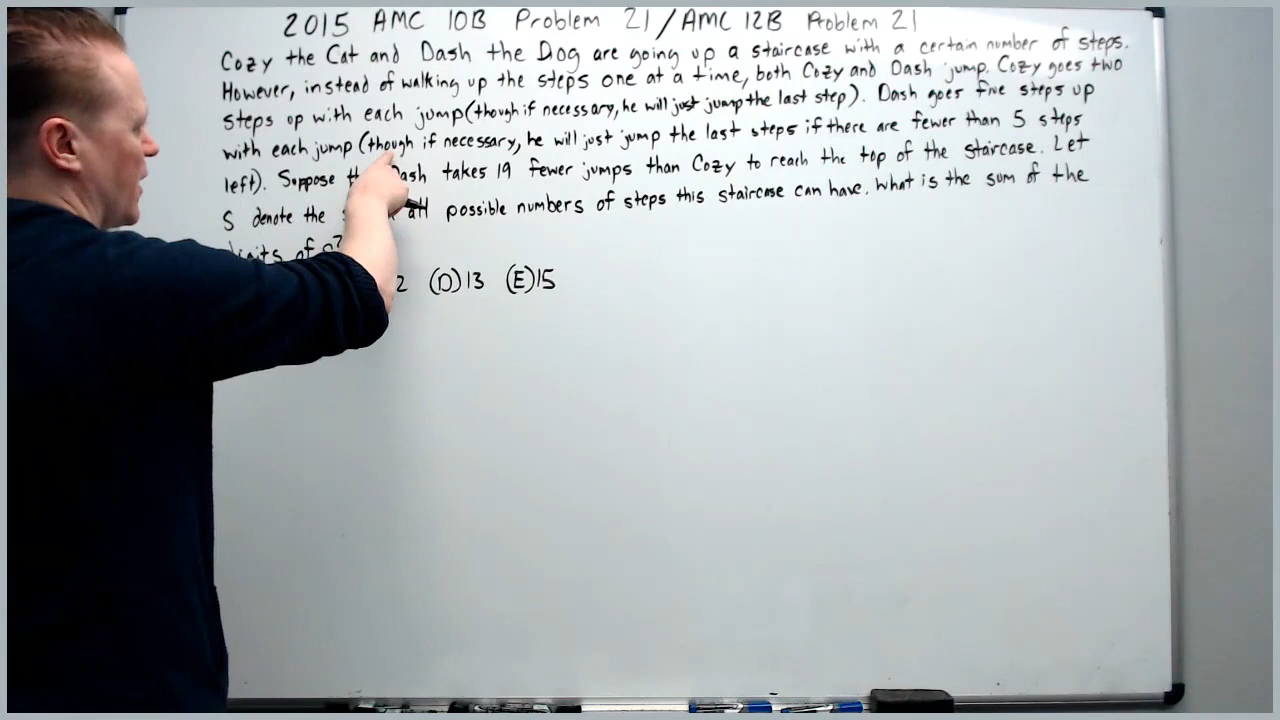 2015 AMC 10B Problem 21/AMC 12B Problem 21
Cozy the Cat and Dash the Dog are going up a staircase with a certain number of steps.
However, instead of walking up the steps one at a time, both Cozy and Dash jump. Cozy goes two
steps up with each jump (though if necessary, he will just jump the last step). Dash goes five steps up
with each jump (though if necessary, he will just jump the last steps if there are fewer than 5 steps
left). Suppose Dash takes 19 fewer jumps than Cozy to reach the top of the staircase. Let
S denote the all possible numbers of steps this staircase can have. What is the sum of the
digits of
2 (D)13 (E)15